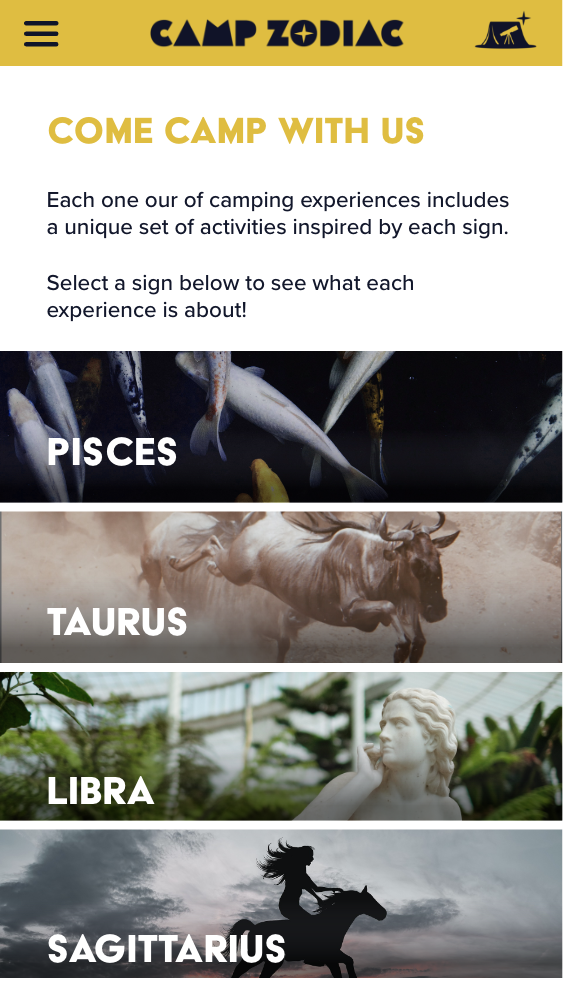 CAMP ZODIAC
COME CAMP WITH US
Each one our of camping experiences includes
a unique set of activities inspired by each sign.
Select a sign below to see what each
experience is about!
PISCES
TAURUS
LIBRA
SAGITTARIUS